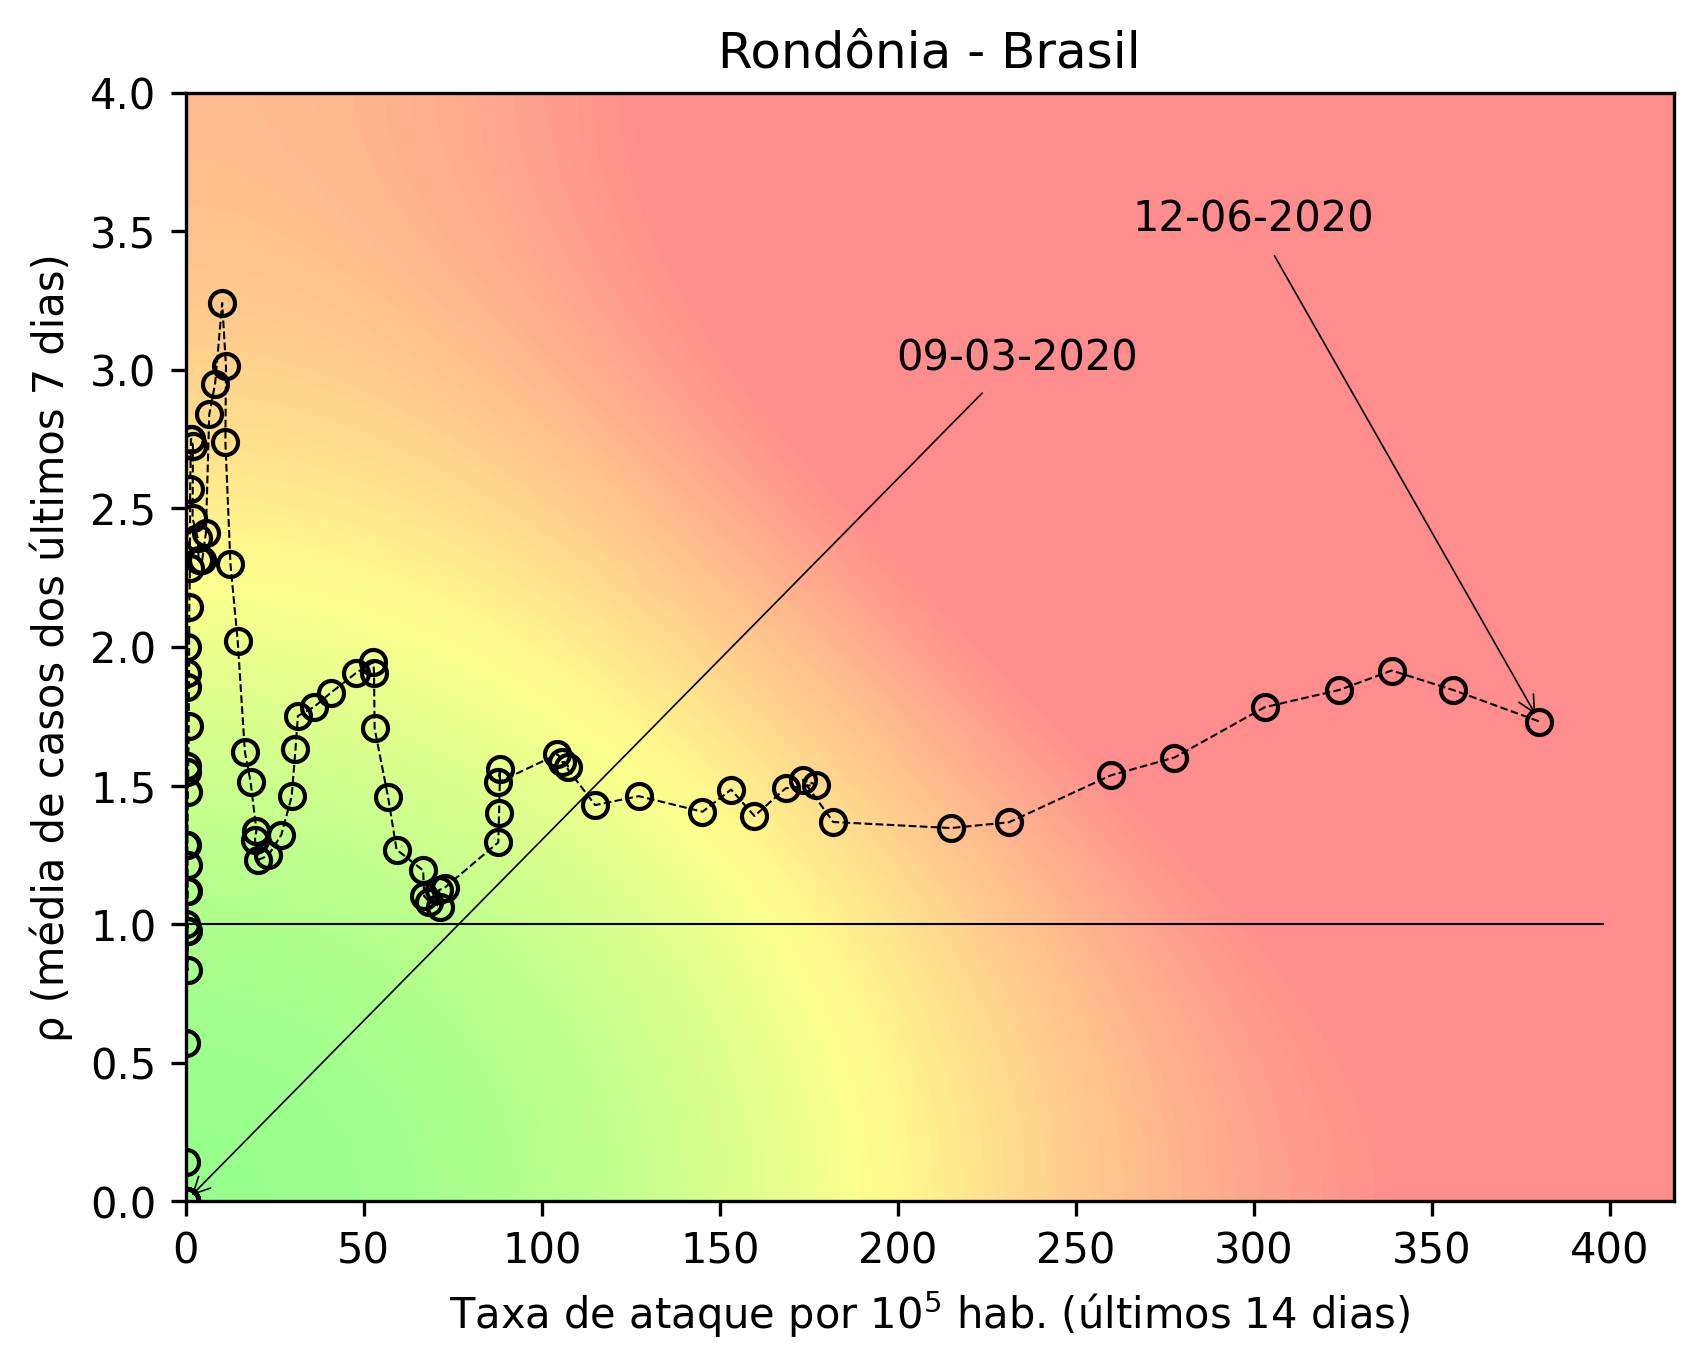 Rondônia - Brasil
4.0
3.5
3.0
2.5
2.0
1.5
1.0
0.5
0.0
ρ (média de casos dos últimos 7 dias)
12-06-2020
09-03-2020
0 50 100 150 200 250 300 350 400
Taxa de ataque por 10⁵ hab. (últimos 14 dias)